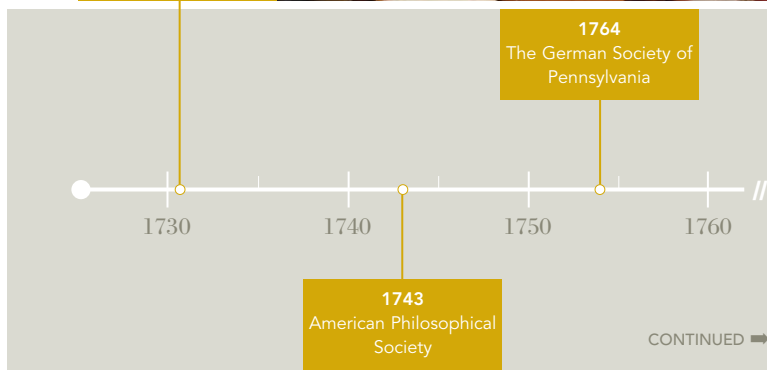 1764
The German Society of
Pennsylvania
1730
1740
1750
1760
1743
American Philosophical
Society
CONTINUED